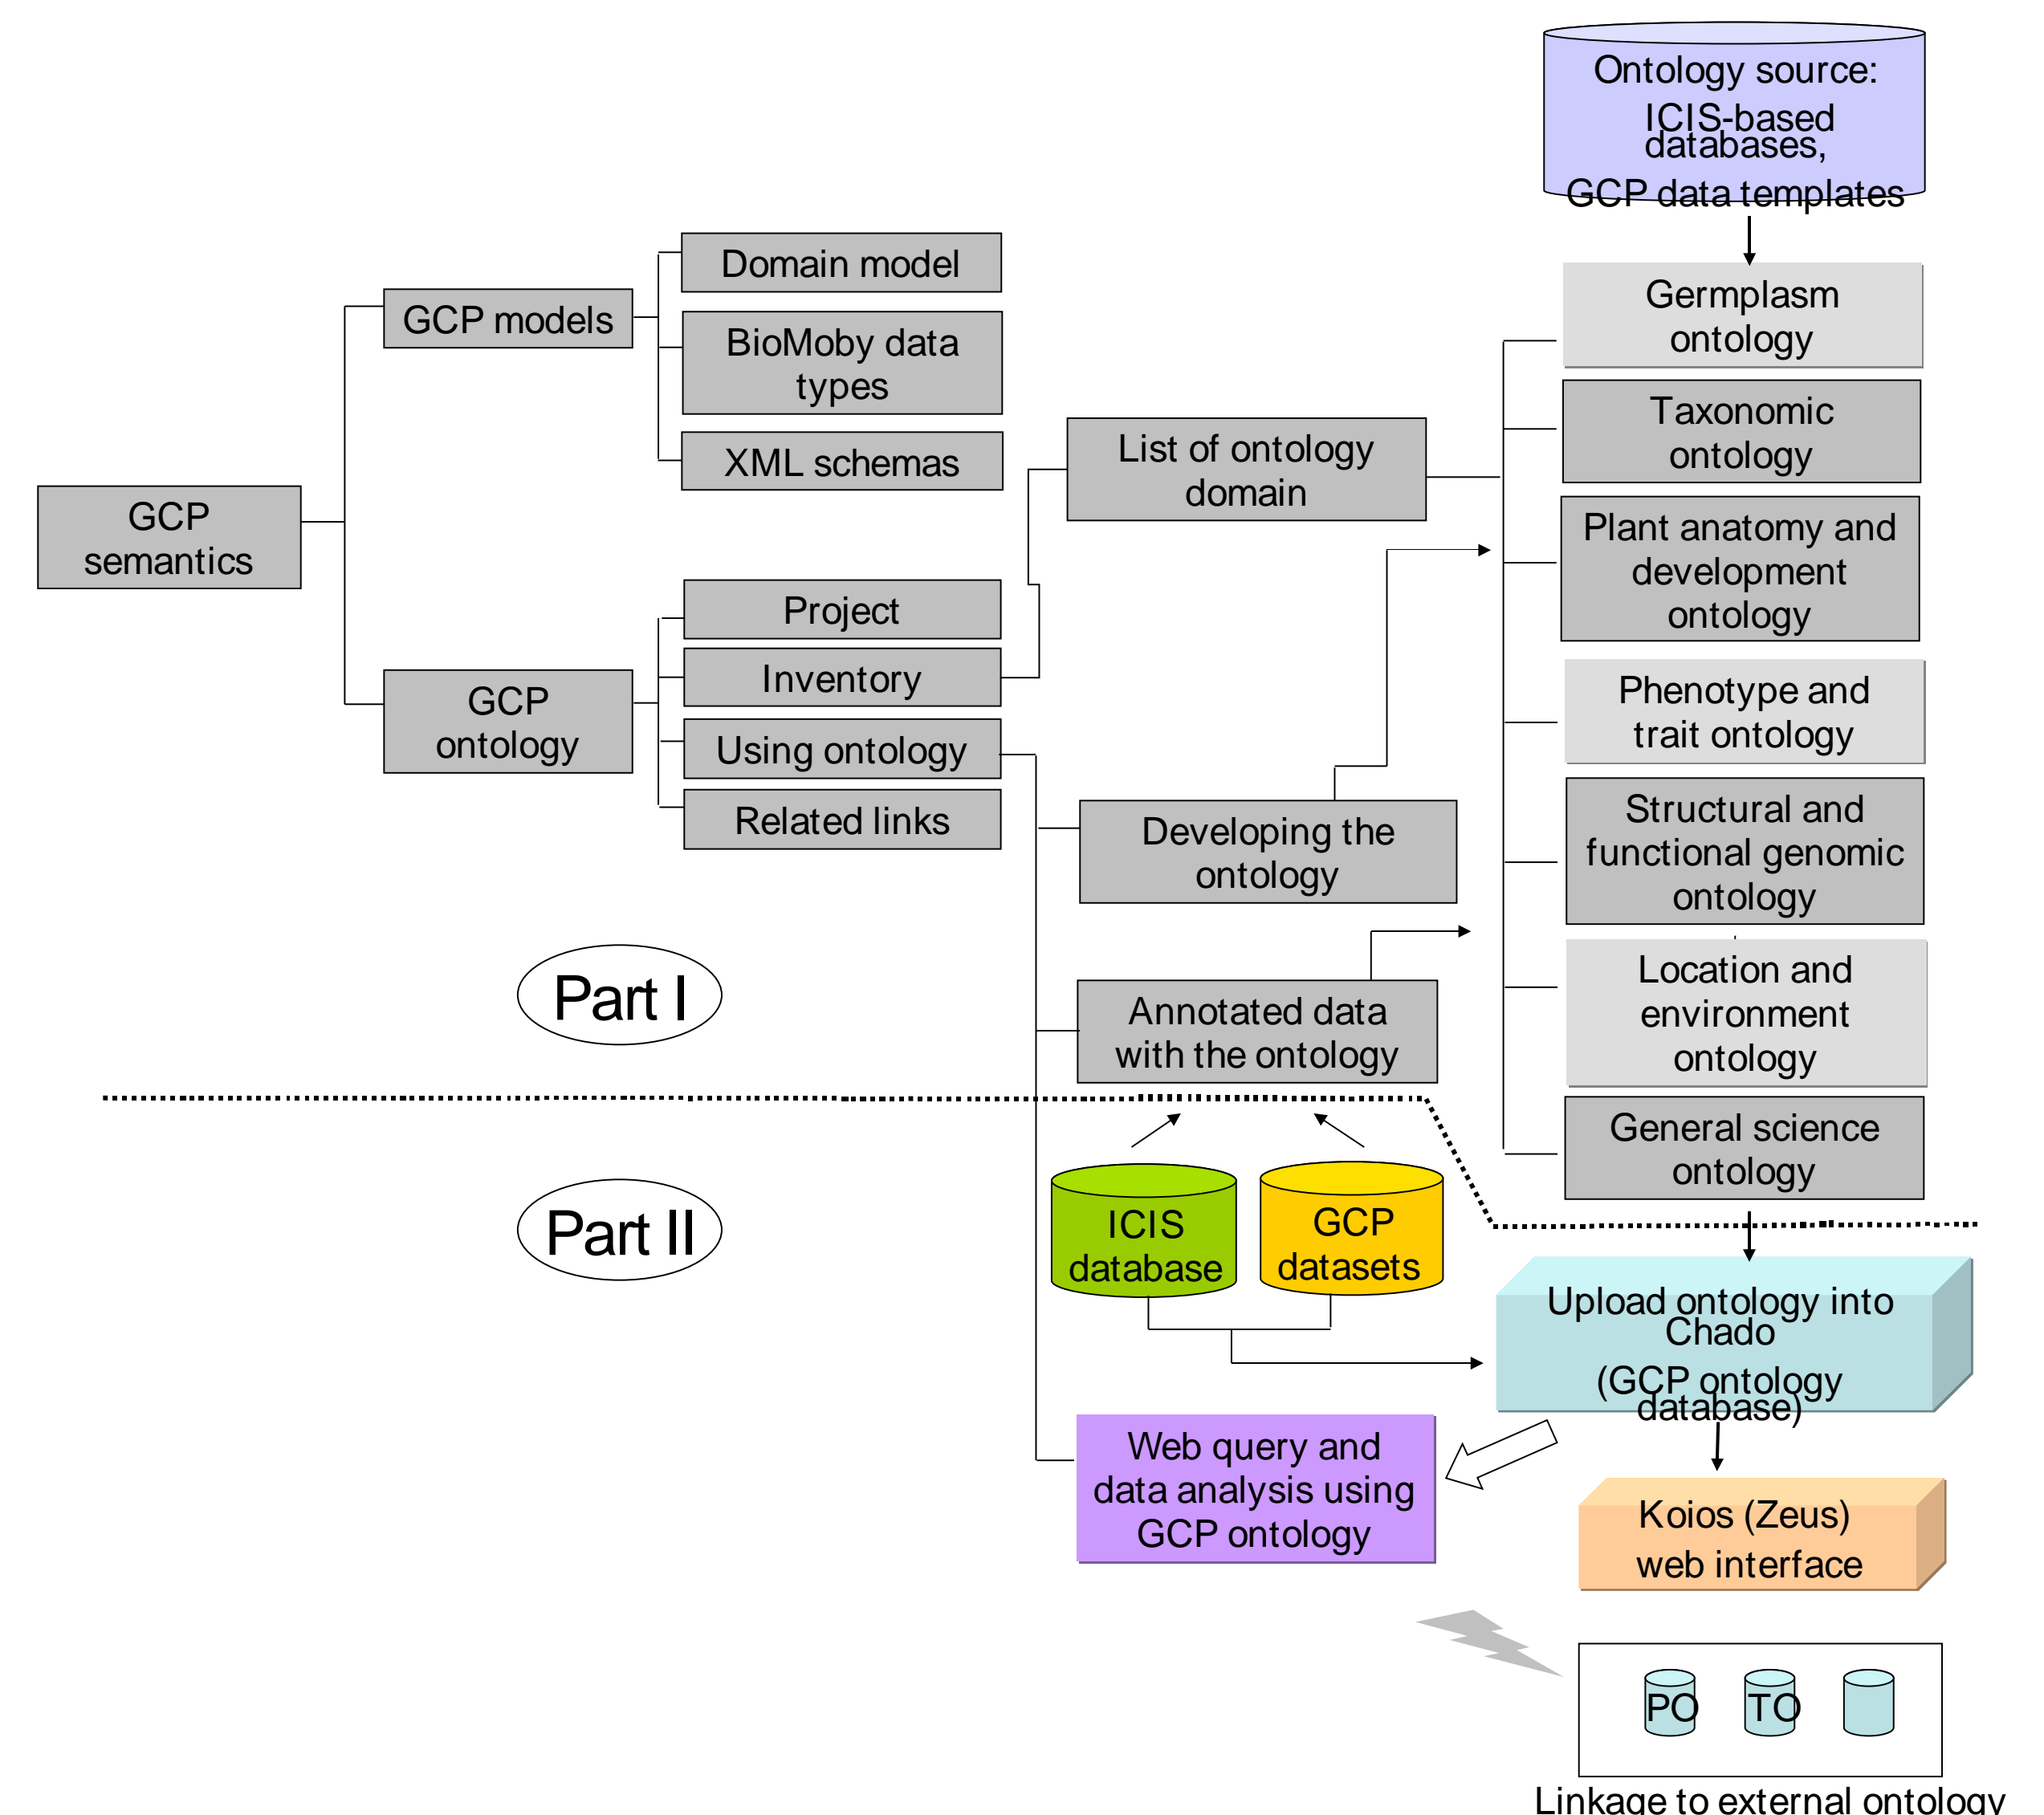 Ontology source:
ICIS-based
databases,
GCP data templates
Domain model
GCP models
BioMoby data
types
XML schemas
GCP
semantics
Project
Inventory
GCP
ontology
Using ontology
Related links
List of ontology
domain
Developing the
ontology
Annotated data
with the ontology
Germplasm
ontology
Taxonomic
ontology
Plant anatomy and
development
ontology
Phenotype and
trait ontology
Structural and
functional genomic
ontology
Location and
environment
ontology
General science
ontology
Part I
Part II
ICIS
database
GCP
datasets
Upload ontology into
Chado
(GCP ontology
database)
Web query and
data analysis using
GCP ontology
Koios (Zeus)
web interface
PO
TO
Linkage to external ontology